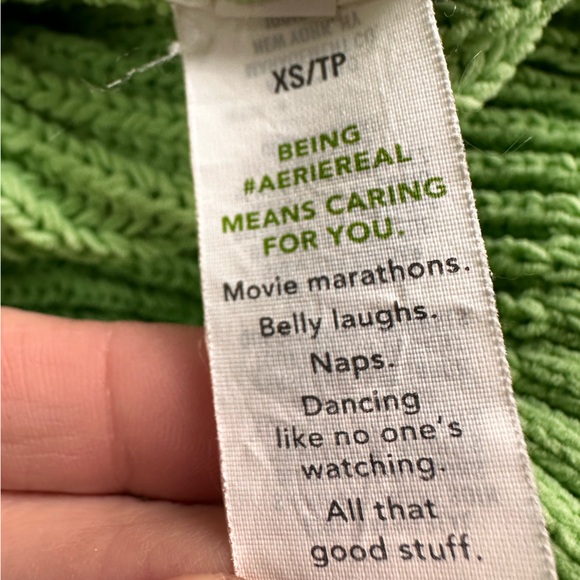 XS/TP
BEING
#AERIEREAL
MEANS CARING
FOR YOU.
Movie marathons.
Belly laughs.
Naps.
Dancing
like no one's
watching.
All that
good stuff.